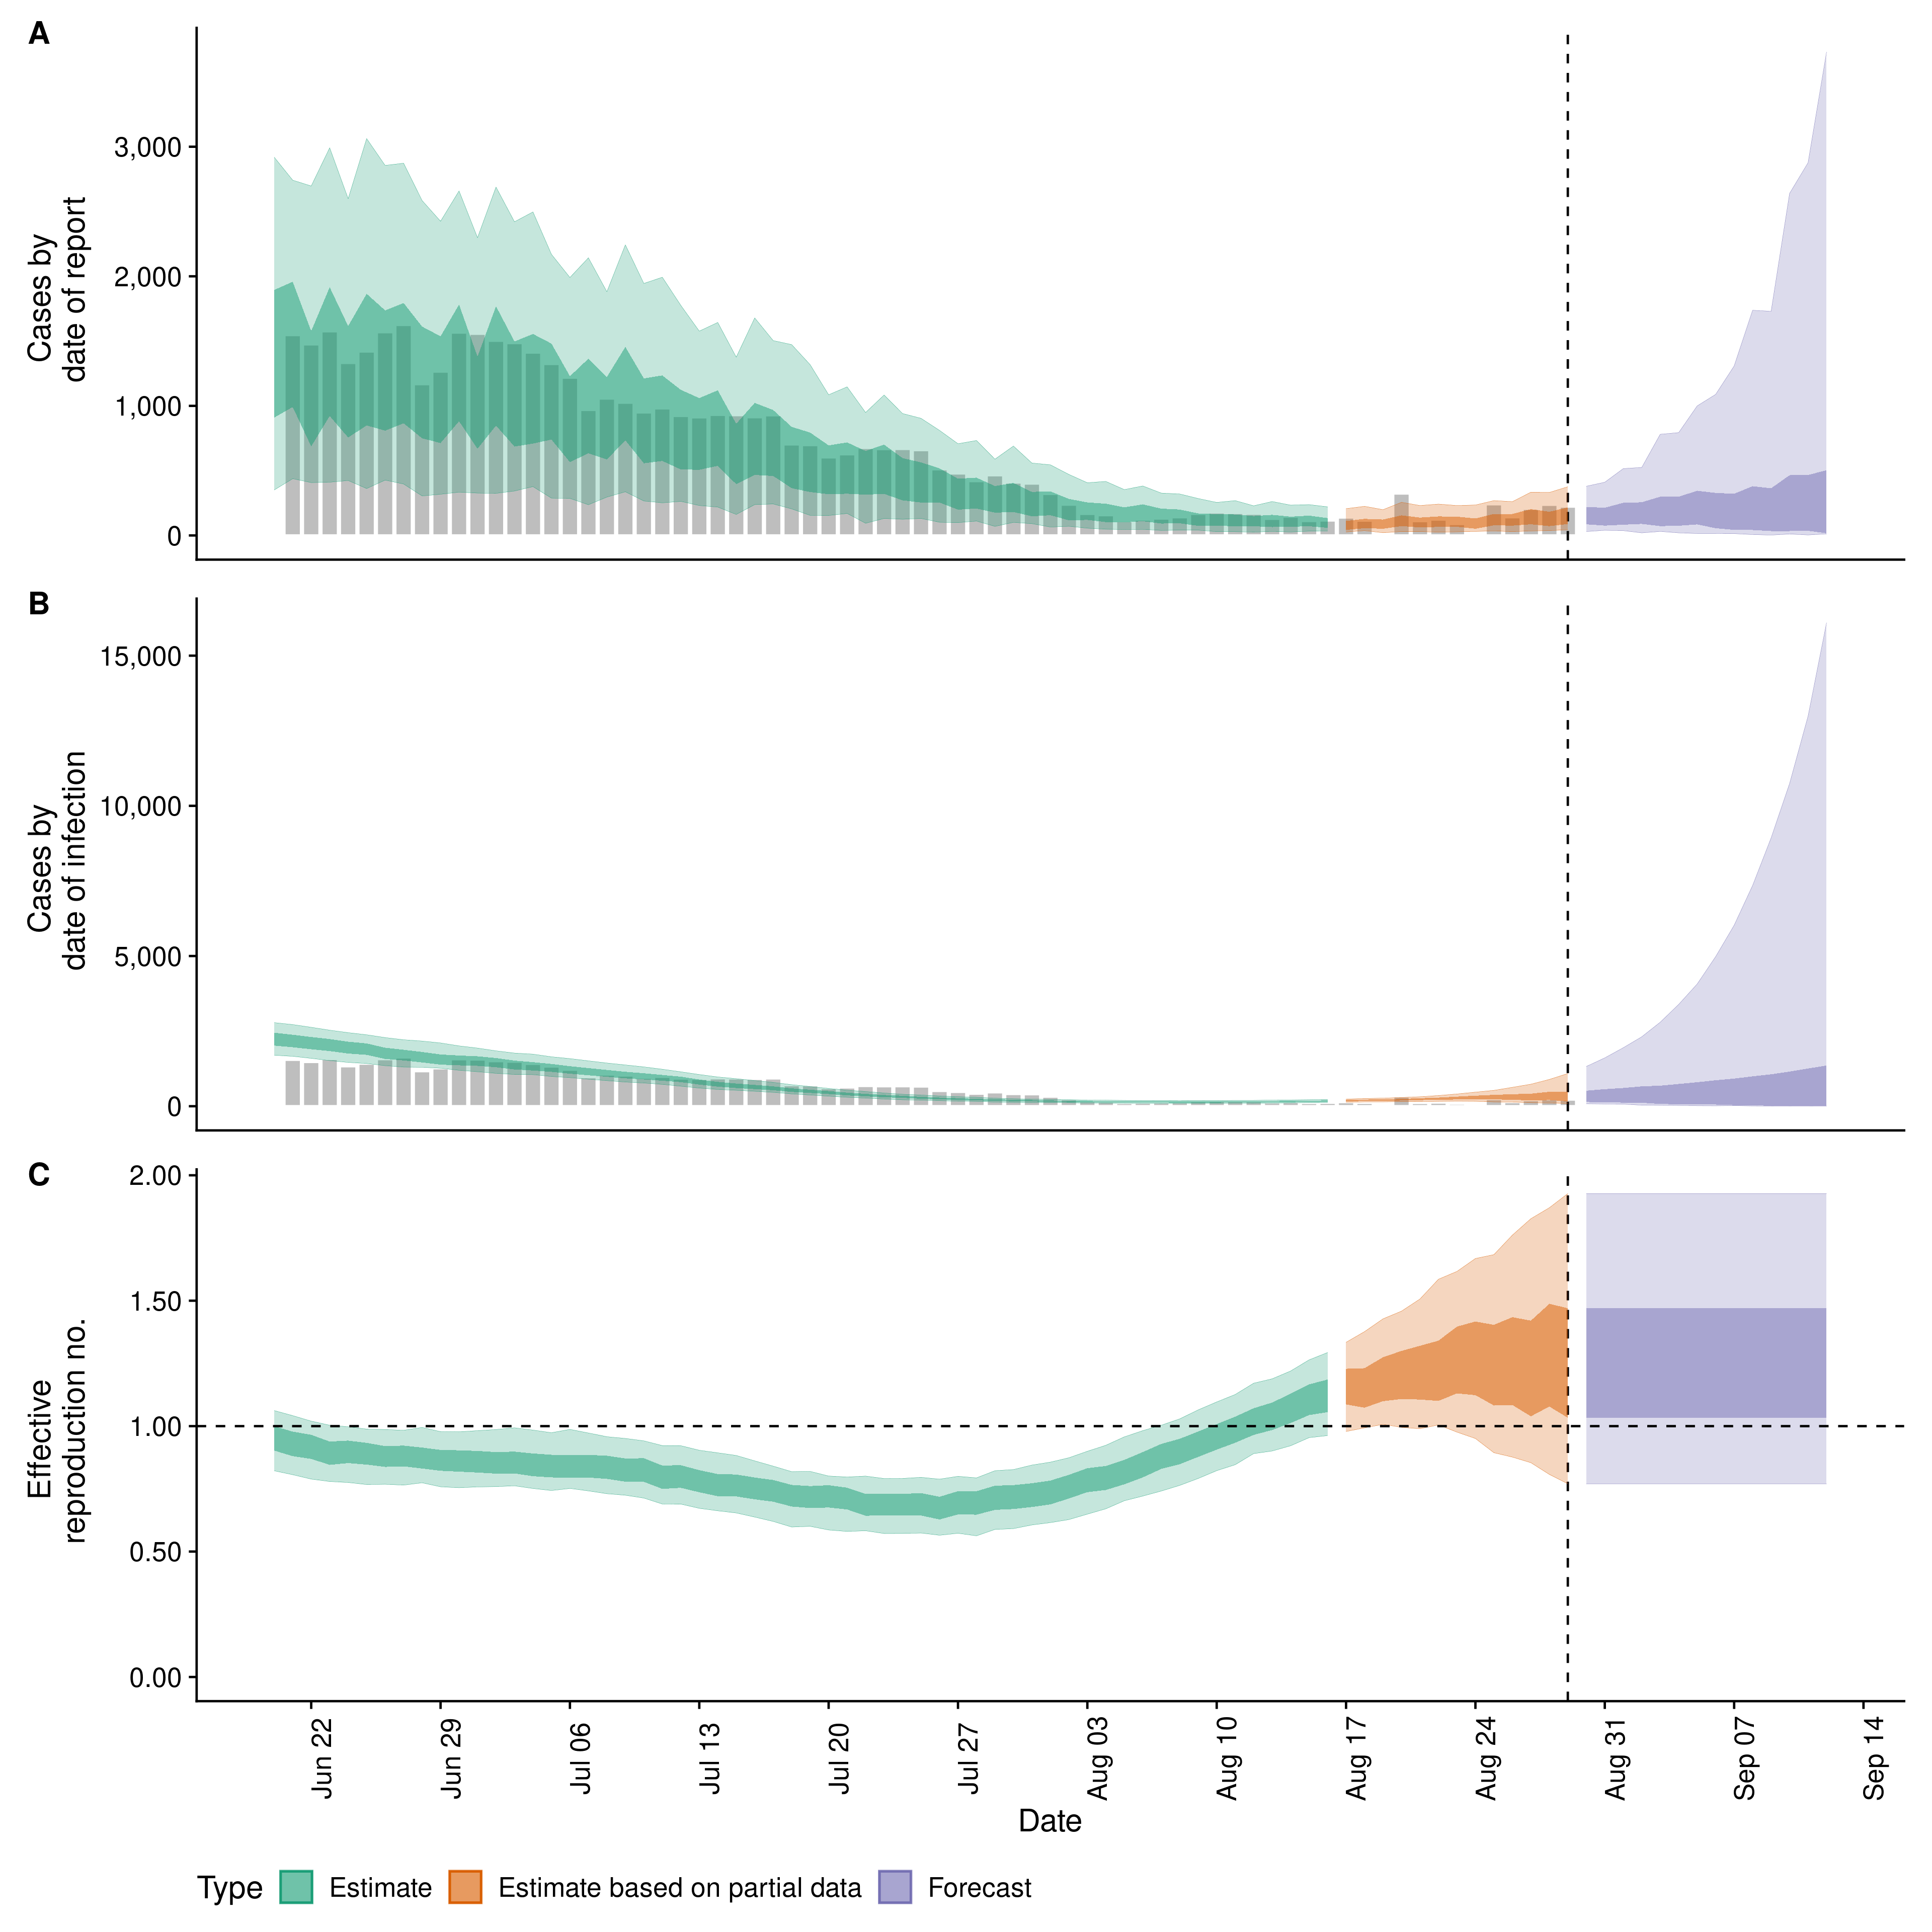 A
Cases by
date of report
3,000
2,000
1,000
0
B
Cases by
date of infection
15,000
10,000
5,000
0
C
Effective
reproduction no.
2.00
1.50
1.00
0.50
0.00
Jun 22
Jun 29
Jul 06
Jul 13
Jul 20
Jul 27
Aug 03
Aug 10
Aug 17
Aug 24
Aug 31
Sep 07
Sep 14
Date
Type Estimate Estimate based on partial data Forecast